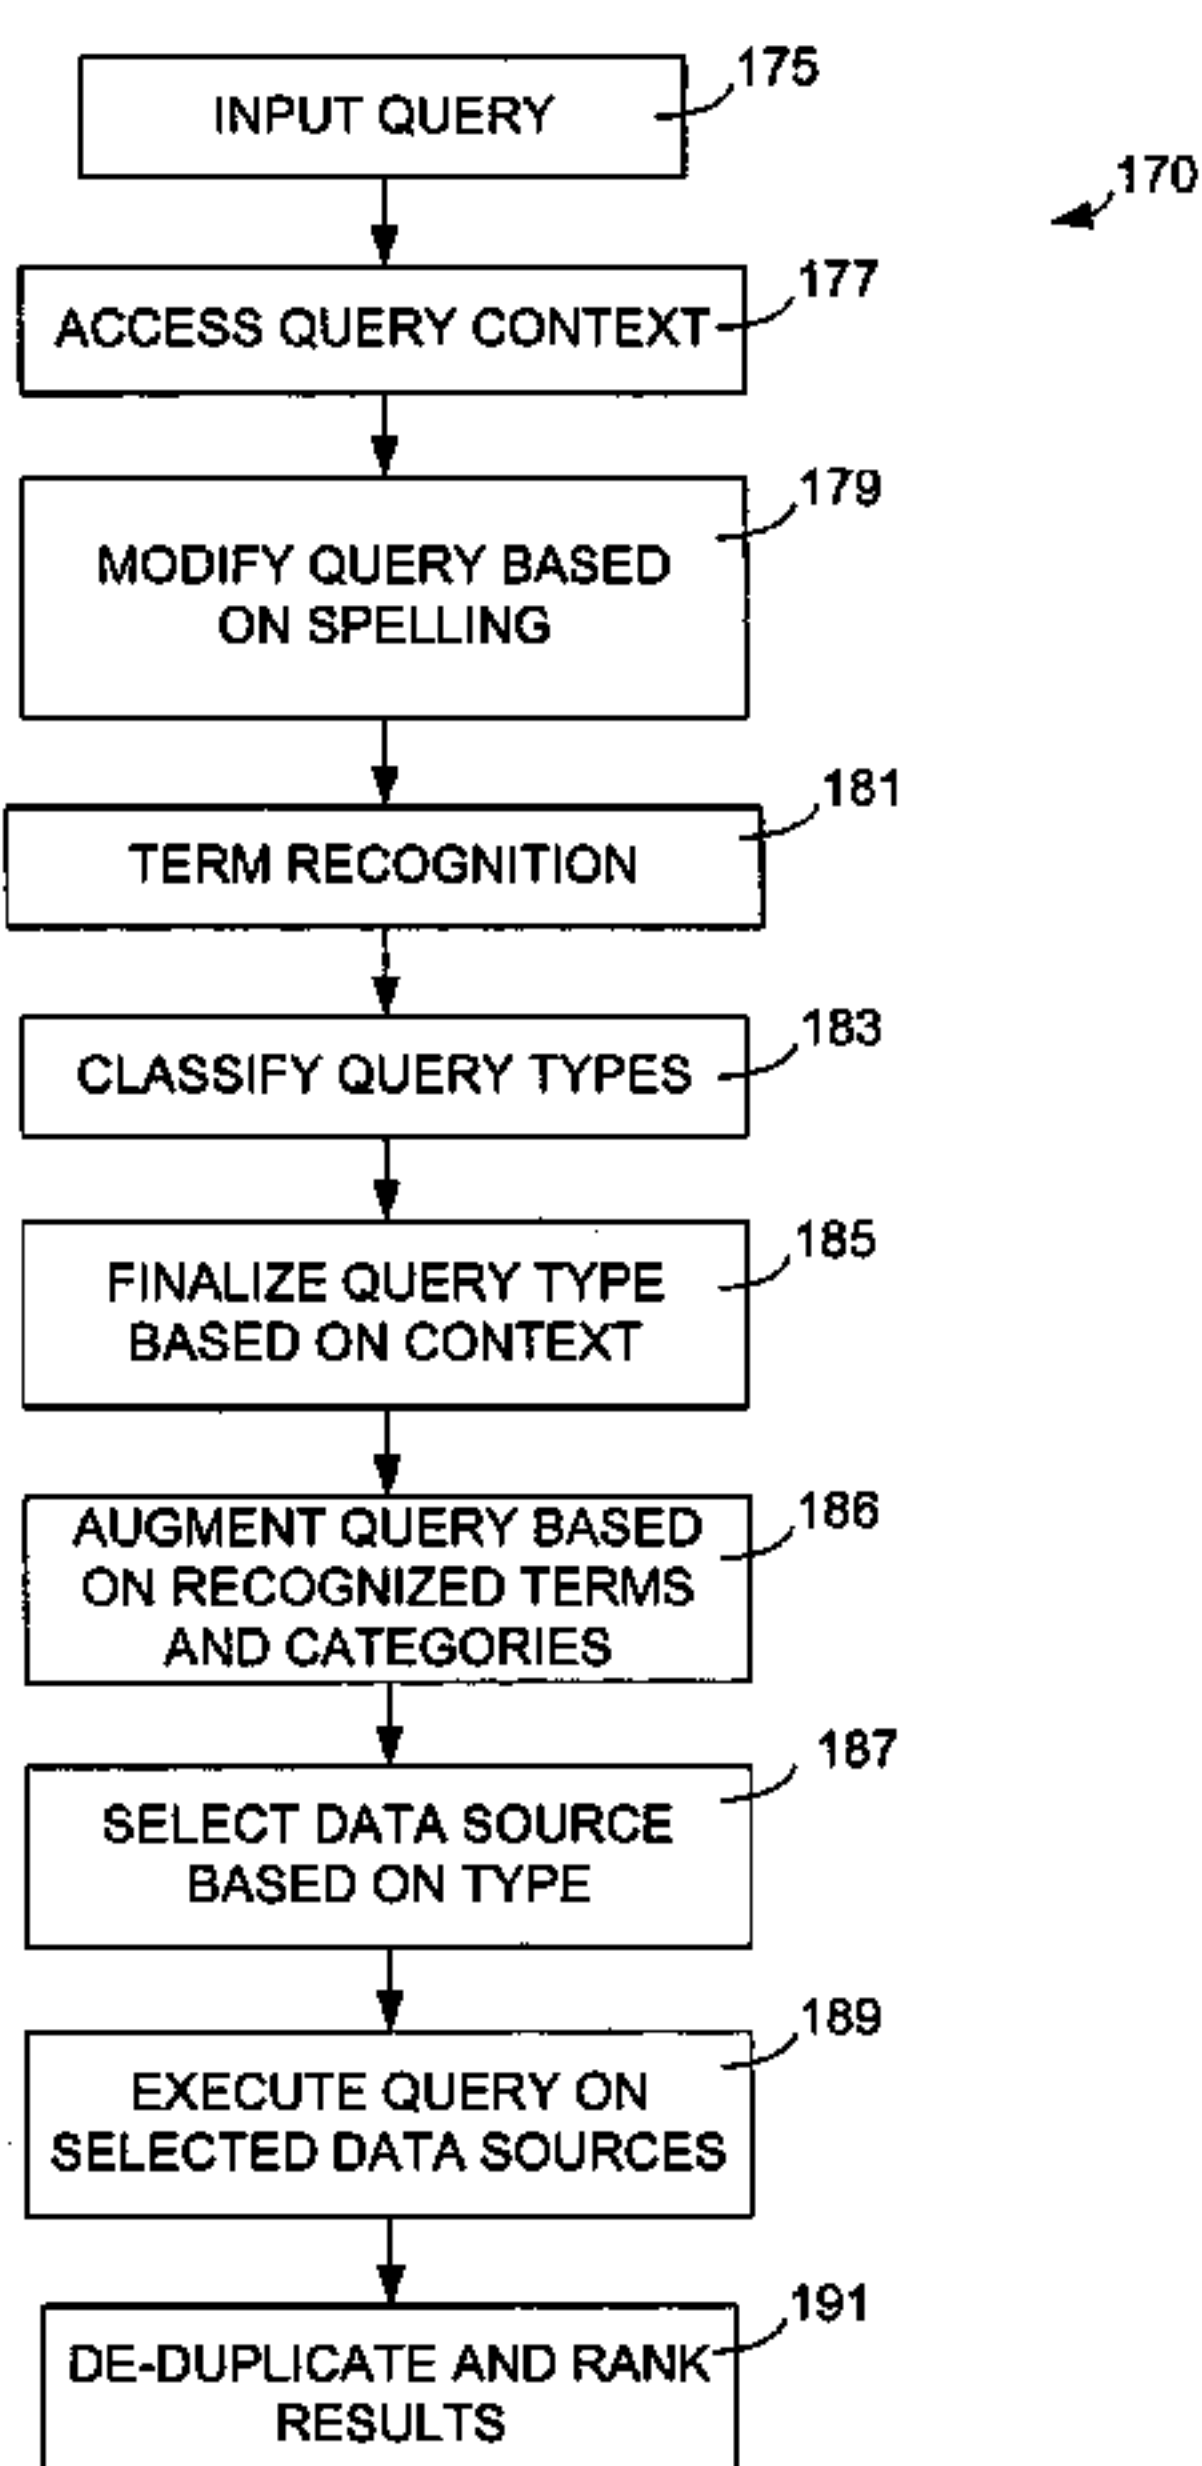 175
INPUT QUERY
170
177
ACCESS QUERY CONTEXT
179
MODIFY QUERY BASED
ON SPELLING
181
TERM RECOGNITION
183
CLASSIFY QUERY TYPES
185
FINALIZE QUERY TYPE
BASED ON CONTEXT
186
AUGMENT QUERY BASED
ON RECOGNIZED TERMS
AND CATEGORIES
187
SELECT DATA SOURCE
BASED ON TYPE
189
EXECUTE QUERY ON
SELECTED DATA SOURCES
191
DE-DUPLICATE AND RANK
RESULTS